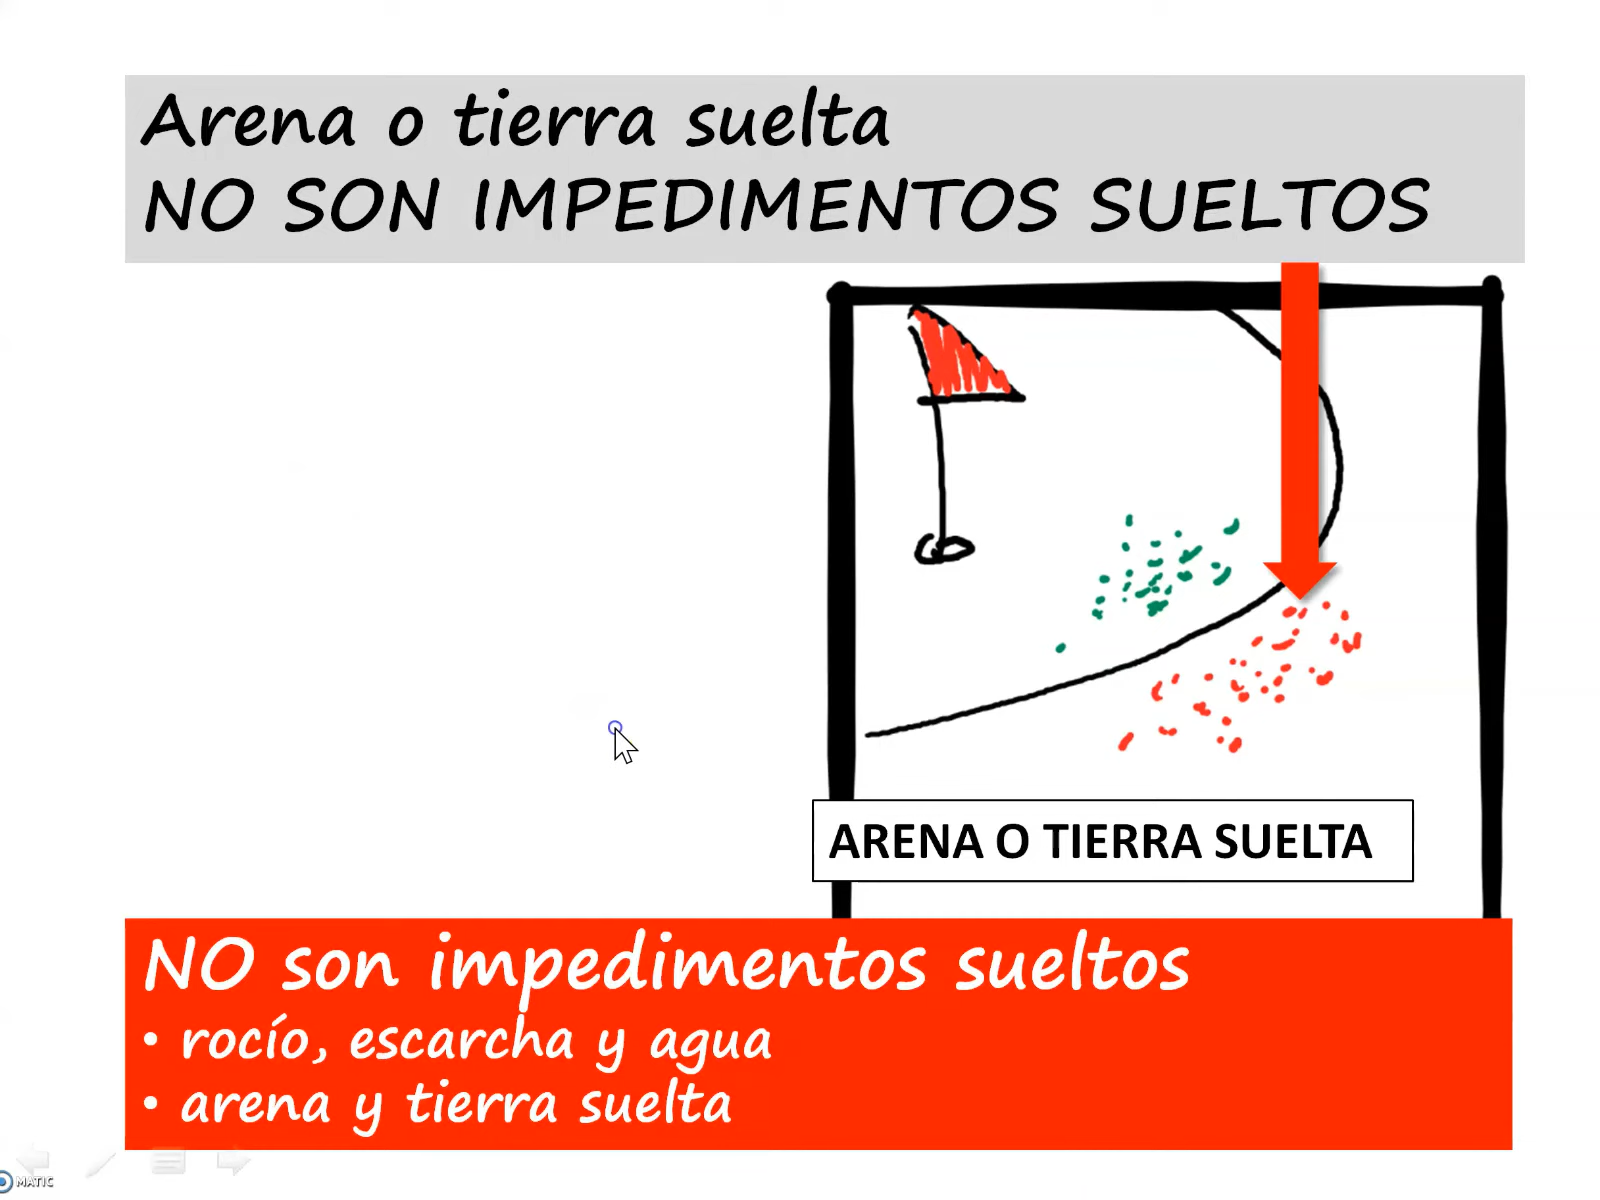 Arena o tierra suelta
NO SON IMPEDIMENTOS SUELTOS
ARENA O TIERRA SUELTA
NO son impedimentos sueltos
• rocío, escarcha y agua
• arena y tierra suelta
MATIC